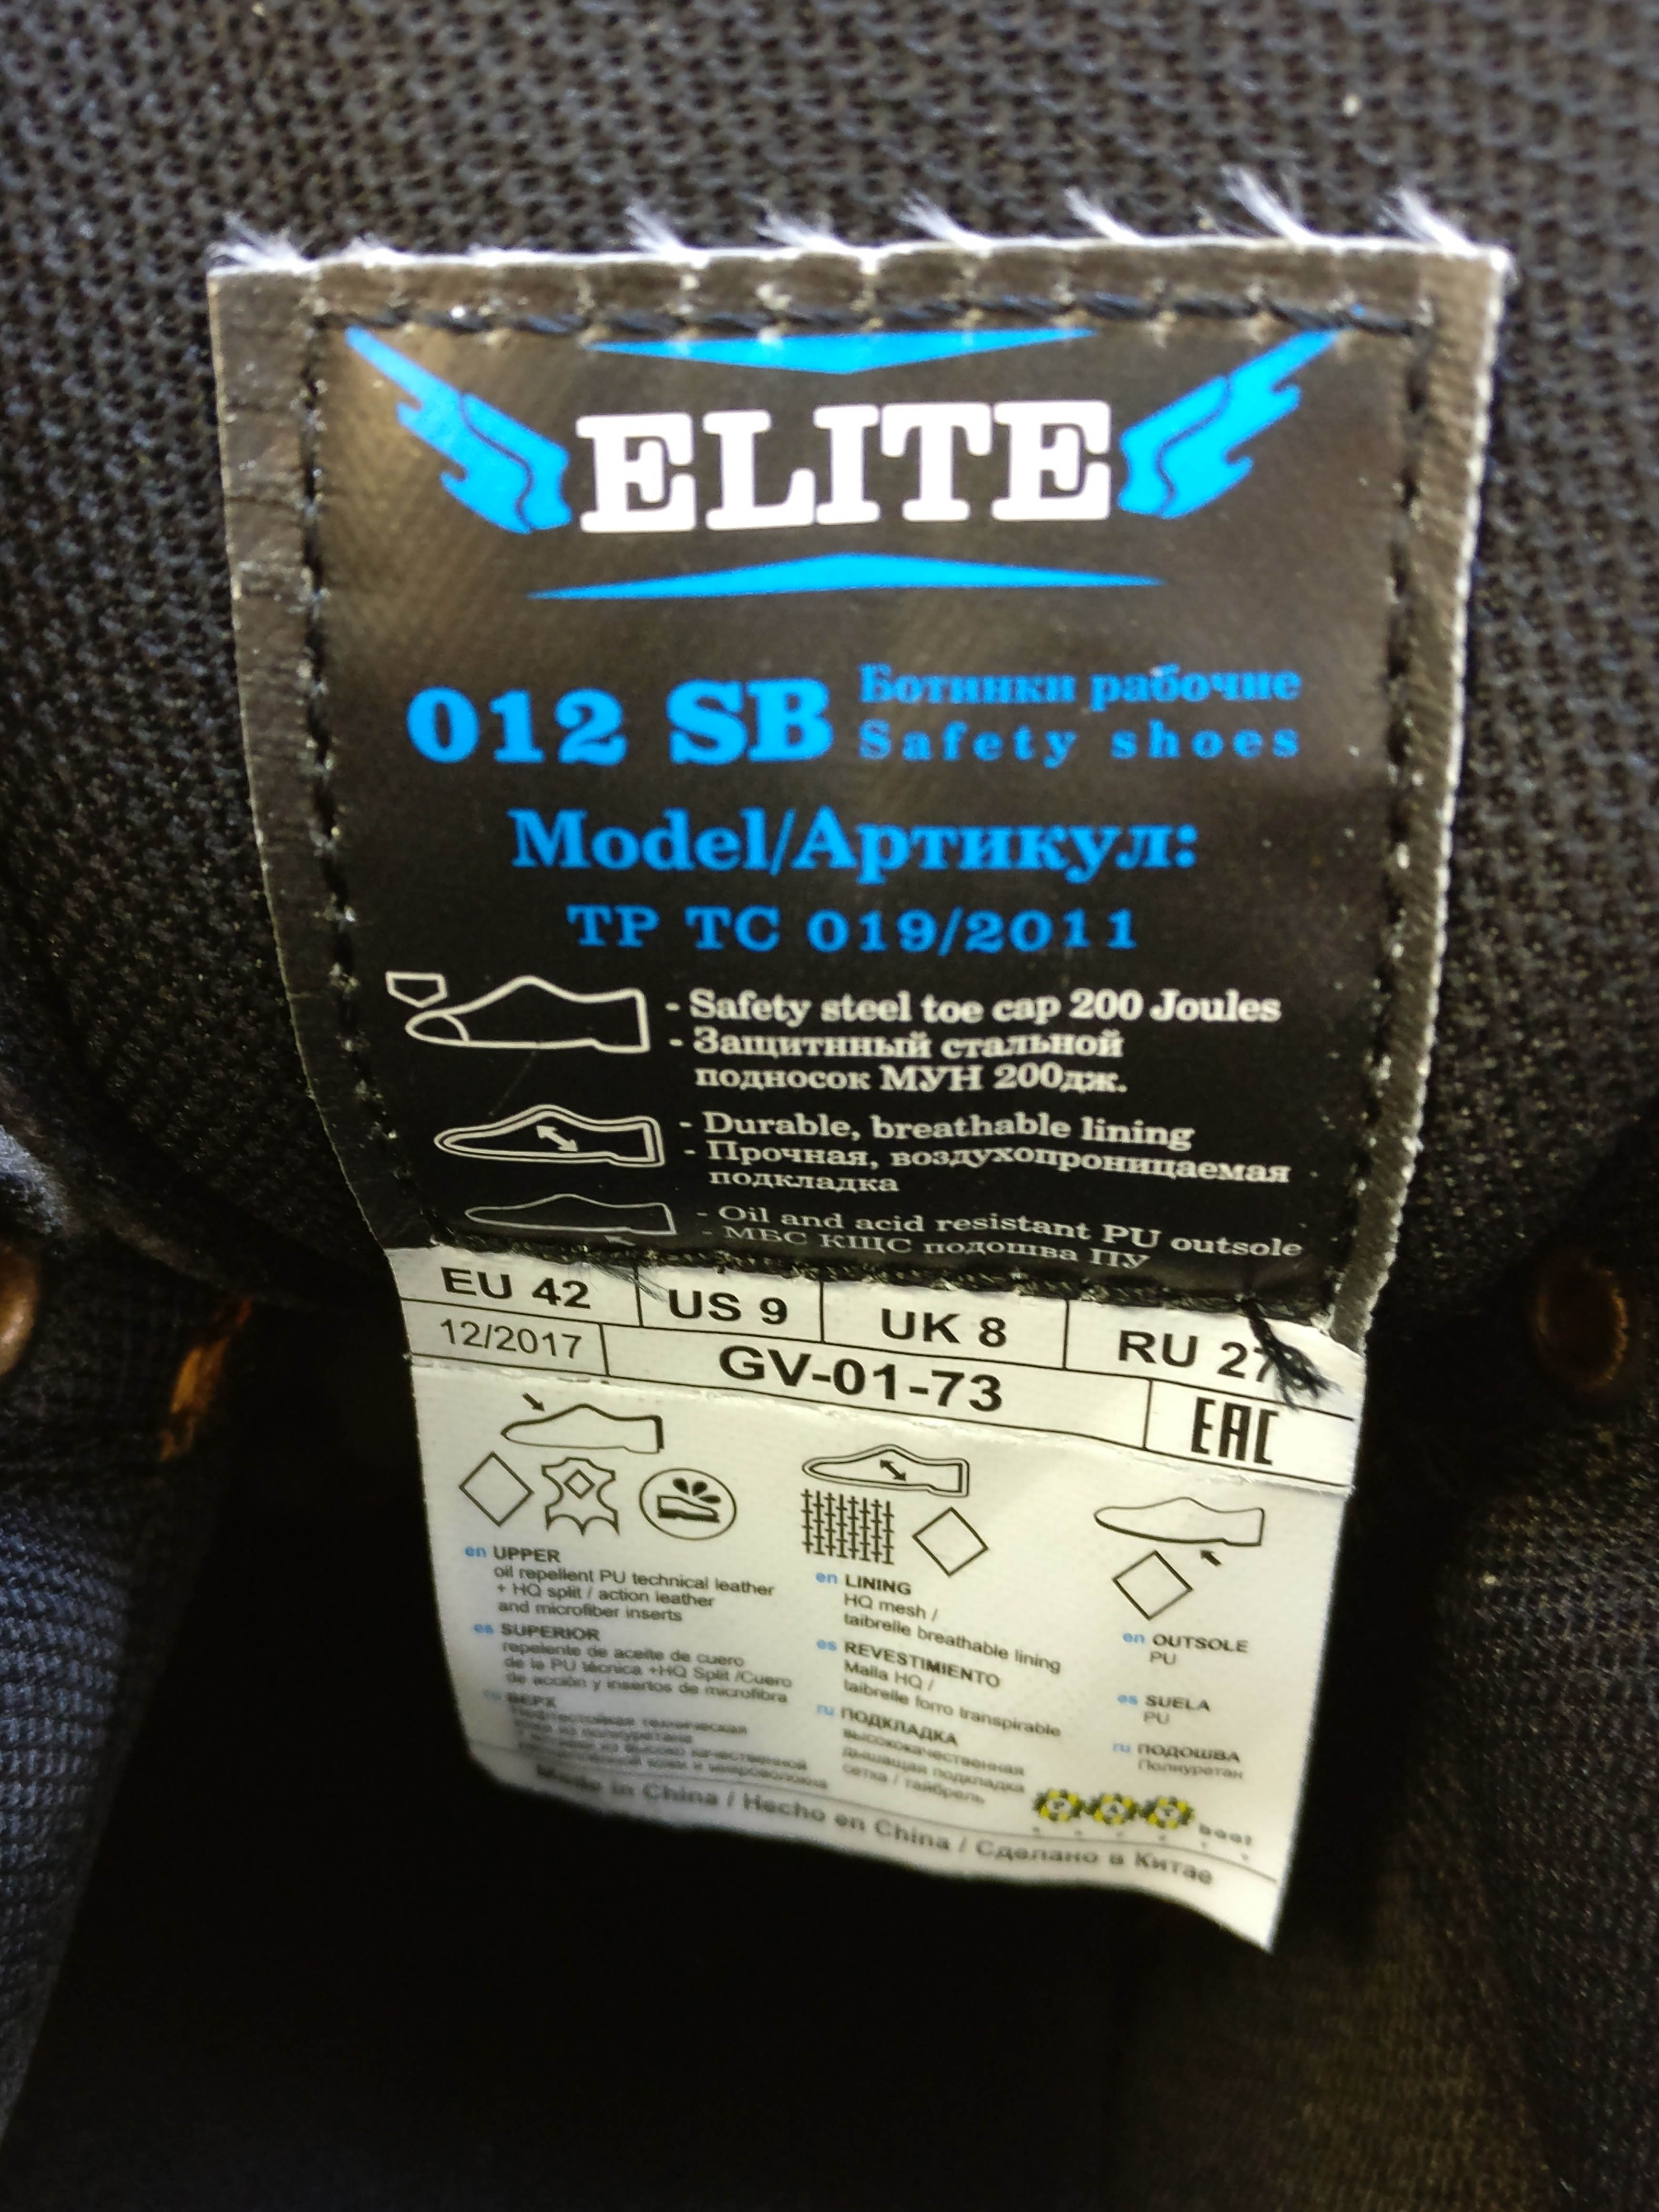 ELITE
012 SB
Ботинки рабочие
Safety shoes
Model/Артикул:
ТР ТС 019/2011
- Safety steel toe cap 200 Joules
- Защитнный стальной
подносок МУН 200дж.
- Durable, breathable lining
- Прочная, воздухопроницаемая
подкладка
- Oil and acid resistant PU outsole
- МБС КЩС подошва ПУ
EU 42 US 9 UK 8 RU
12/2017 GV-01-73 EAC
en UPPER
oil repellent PU technical leather
+ HQ split / action leather
and microfiber inserts
es SUPERIOR
repelente de aceite de cuero
de la PU técnica +HQ Split /Cuero
de acción y insertos de microfibra
ru ВЕРХ
en LINING
HQ mesh /
taibrelle breathable lining
es REVESTIMIENTO
Malla HQ /
taibrelle forro transpirable
ru ПОДКЛАДКА
высококачественная
дышащая подкладка
сетка / тайбрель
en OUTSOLE
PU
es SUELA
PU
ru ПОДОШВА
Полиуретан
boot
Made in China / Hecho en China / Сделано в Китае